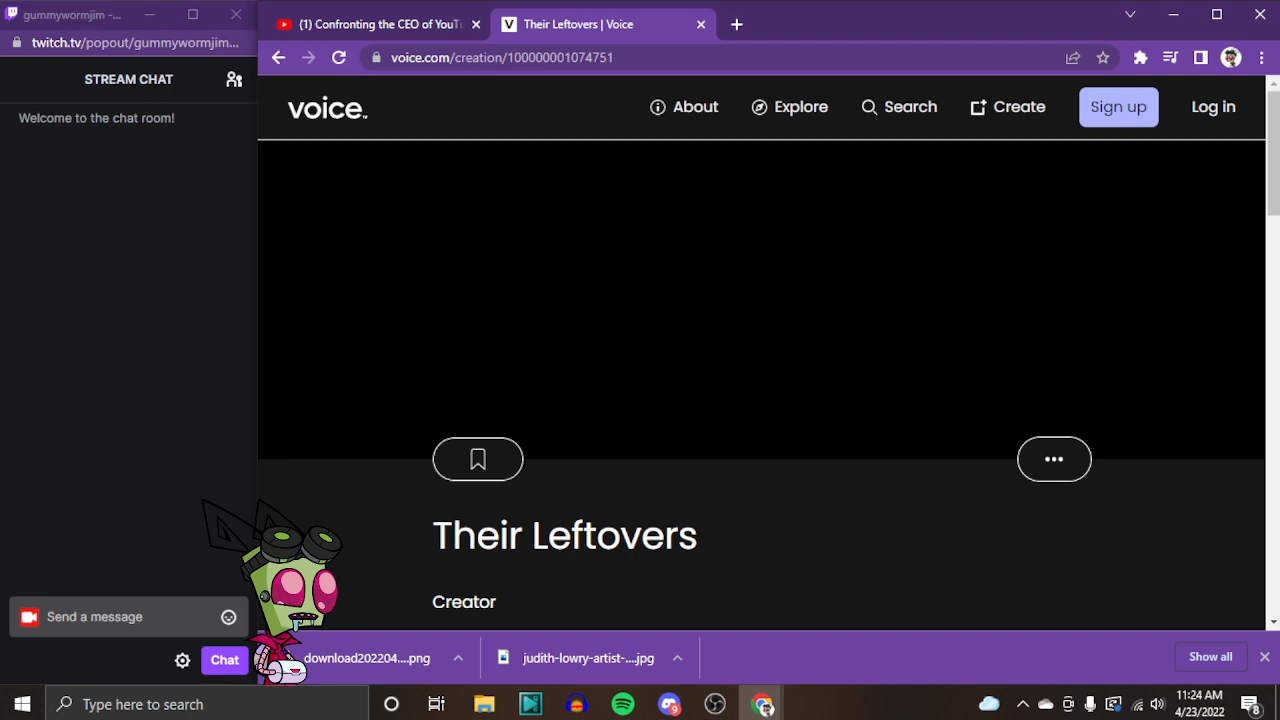 gummywormjim -...
twitch.tv/popout/gummywormjim...
STREAM CHAT
Welcome to the chat room!
Send a message
Chat
(1) Confronting the CEO of YouTu
V
Their Leftovers | Voice
voice.com/creation/100000001074751
voice.
About
Explore
Search
Create
Sign up
Log in
Their Leftovers
Creator
download202204....png
judith-lowry-artist-....jpg
Show all
Type here to search
9
11:24 AM
4/23/2022
8